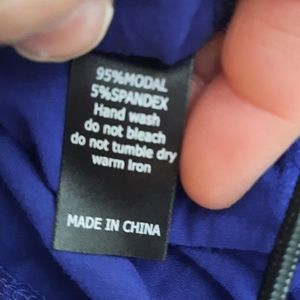 95%MODAL
5%SPANDEX
Hand wash
do not bleach
do not tumble dry
warm Iron
MADE IN CHINA